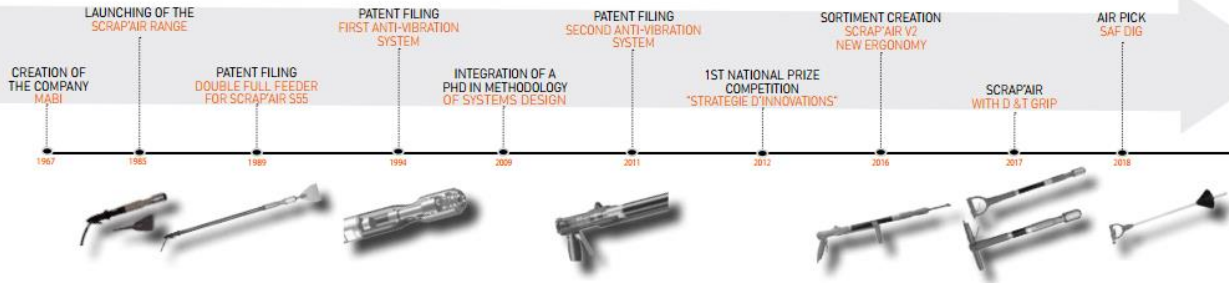 CREATION OF
THE COMPANY
MABI
1967
LAUNCHING OF THE
SCRAP'AIR RANGE
1985
PATENT FILING
DOUBLE FULL FEEDER
FOR SCRAP'AIR S55
1989
PATENT FILING
FIRST ANTI-VIBRATION
SYSTEM
1994
INTEGRATION OF A
PHD IN METHODOLOGY
OF SYSTEMS DESIGN
2009
PATENT FILING
SECOND ANTI-VIBRATION
SYSTEM
2011
1ST NATIONAL PRIZE
COMPETITION
"STRATEGIE D'INNOVATIONS"
2012
SORTIMENT CREATION
SCRAP'AIR V2
NEW ERGONOMY
2016
SCRAP'AIR
WITH D &T GRIP
2017
AIR PICK
SAF DIG
2018